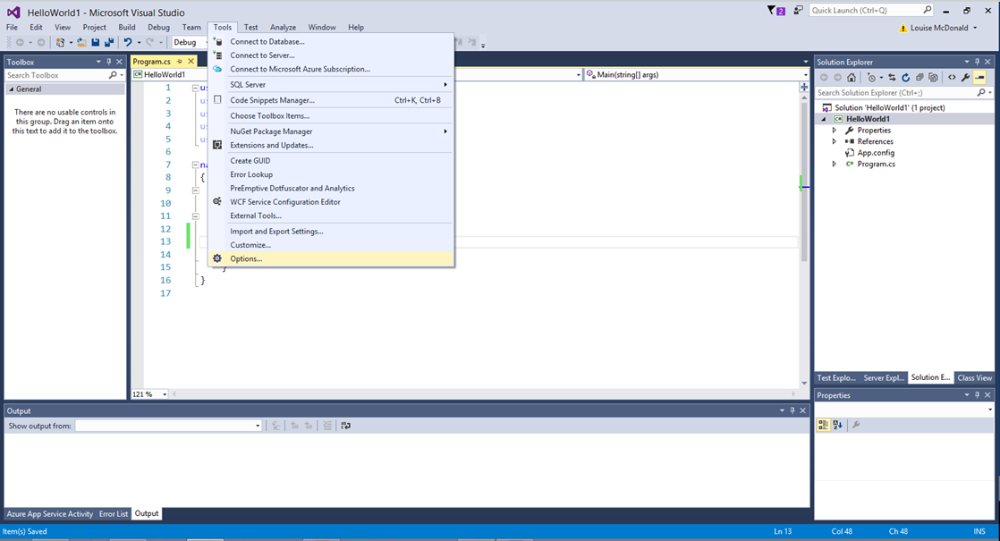 HelloWorld1 - Microsoft Visual Studio
2
Quick Launch (Ctrl+Q)
File Edit View Project Build Debug Team Tools Test Analyze Window Help
Louise McDonald
Debug
Toolbox
Search Toolbox
General
There are no usable controls in
this group. Drag an item onto
this text to add it to the toolbox.
Program.cs
C# HelloWorld1
Main(string[] args)
1 us
2 us
3 us
4 us
5 us
6
7 na
8 {
9
10
11
12
13
14
15 }
16 }
17
Connect to Database...
Connect to Server...
Connect to Microsoft Azure Subscription...
SQL Server
Code Snippets Manager... Ctrl+K, Ctrl+B
Choose Toolbox Items...
NuGet Package Manager
Extensions and Updates...
Create GUID
Error Lookup
PreEmptive Dotfuscator and Analytics
WCF Service Configuration Editor
External Tools...
Import and Export Settings...
Customize...
Options...
121 %
Solution Explorer
Search Solution Explorer (Ctrl+;)
Solution 'HelloWorld1' (1 project)
C# HelloWorld1
Properties
References
App.config
C# Program.cs
Test Explo... Server Expl... Solution E... Class View
Properties
Output
Show output from:
Azure App Service Activity Error List Output
Item(s) Saved Ln 13 Col 48 Ch 48 INS